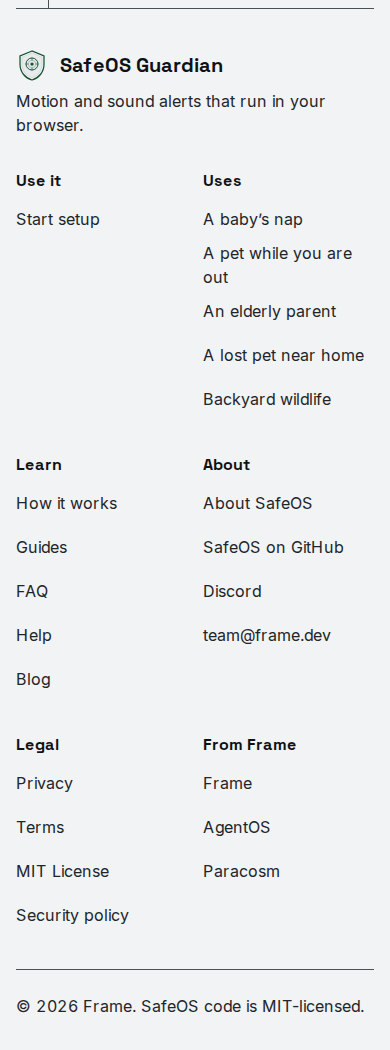 SafeOS Guardian
Motion and sound alerts that run in your
browser.
Use it
Start setup
Uses
A baby's nap
A pet while you are
out
An elderly parent
A lost pet near home
Backyard wildlife
Learn
How it works
Guides
FAQ
Help
Blog
About
About SafeOS
SafeOS on GitHub
Discord
team@frame.dev
Legal
Privacy
Terms
MIT License
Security policy
From Frame
Frame
AgentOS
Paracosm
© 2026 Frame. SafeOS code is MIT-licensed.